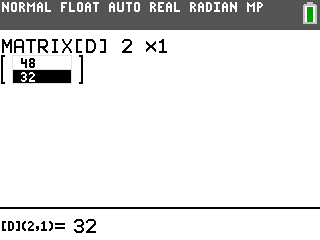 NORMAL FLOAT AUTO REAL RADIAN MP
MATRIX[D] 2 ×1
[ 48
32 ]
[D](2,1)= 32